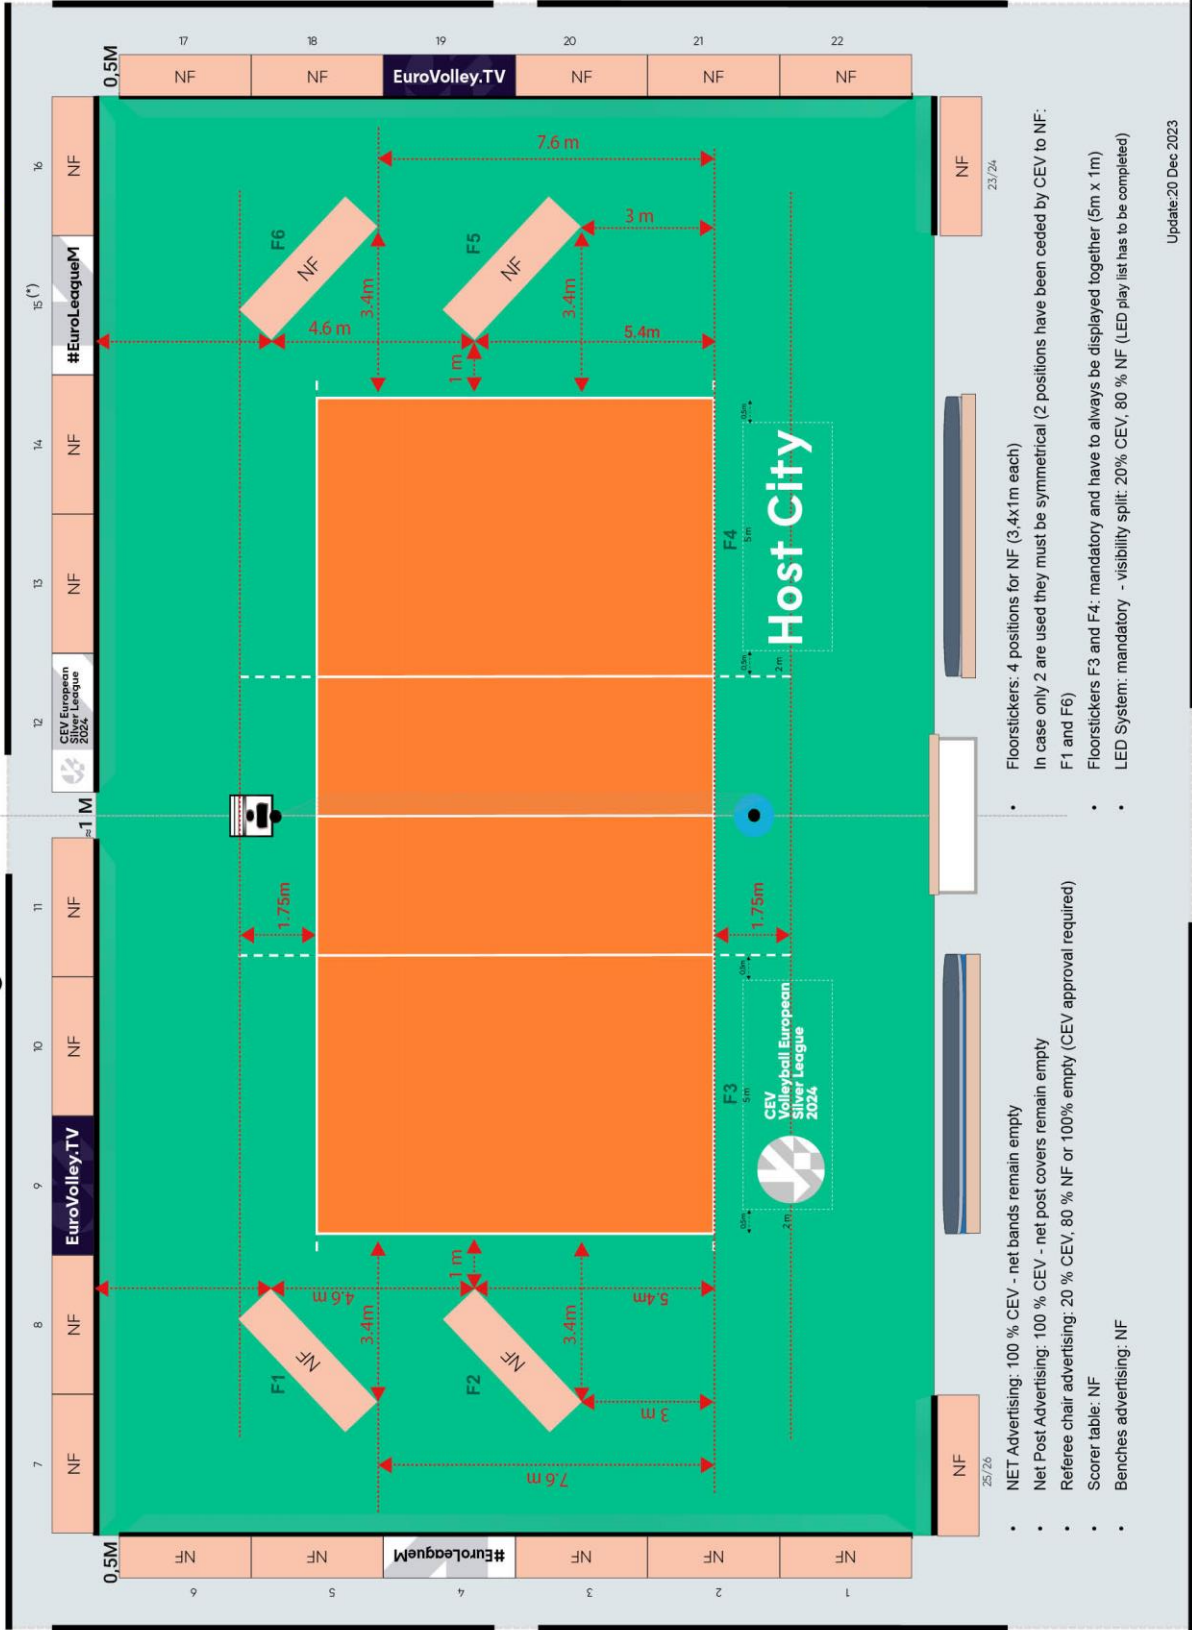 7
8
9
10
11
12
13
14
15 (*)
16
NF
NF
EuroVolley.TV
NF
NF
CEV European
Silver League
2024
NF
NF
#EuroLeagueM
NF
0,5M
≈1 M
0,5M
6
5
4
3
2
1
NF
NF
#EuroLeagueM
NF
NF
NF
17
18
19
20
21
22
NF
NF
EuroVolley.TV
NF
NF
NF
F1
NF
F2
NF
4.6 m
3.4m
1 m
3.4m
5.4m
3 m
7.6 m
1.75m
1.75m
F6
NF
F5
NF
4.6 m
3.4m
1 m
3.4m
5.4m
3 m
7.6 m
F3
5 m
0,5m
0,5m
2 m
CEV
Volleyball European
Silver League
2024
F4
5 m
0,5m
0,5m
2 m
Host City
NF
25/26
NF
23/24
• NET Advertising: 100 % CEV - net bands remain empty
• Net Post Advertising: 100 % CEV - net post covers remain empty
• Referee chair advertising: 20 % CEV, 80 % NF or 100% empty (CEV approval required)
• Scorer table: NF
• Benches advertising: NF
• Floorstickers: 4 positions for NF (3,4x1m each)
In case only 2 are used they must be symmetrical (2 positions have been ceded by CEV to NF:
F1 and F6)
• Floorstickers F3 and F4: mandatory and have to always be displayed together (5m x 1m)
• LED System: mandatory - visibility split: 20% CEV, 80 % NF (LED play list has to be completed)
Update:20 Dec 2023